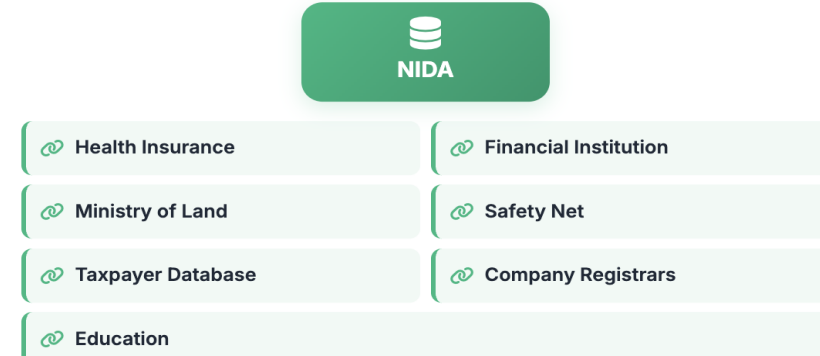 NIDA
Health Insurance
Financial Institution
Ministry of Land
Safety Net
Taxpayer Database
Company Registrars
Education